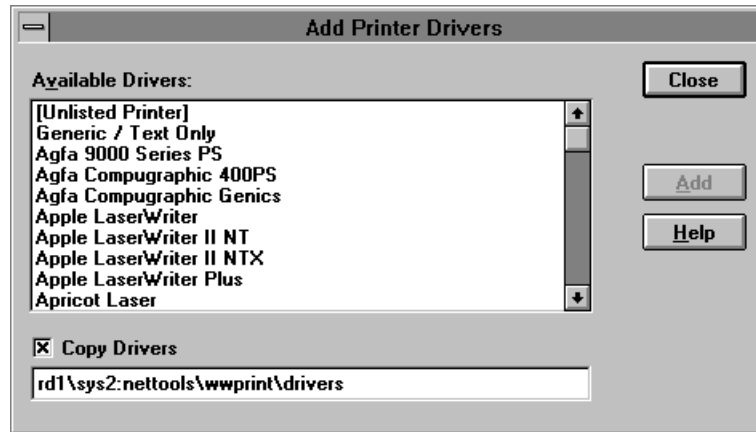 Add Printer Drivers
Available Drivers:
Close
[Unlisted Printer]
Generic / Text Only
Agfa 9000 Series PS
Agfa Compugraphic 400PS
Agfa Compugraphic Genics
Apple LaserWriter
Apple LaserWriter II NT
Apple LaserWriter II NTX
Apple LaserWriter Plus
Apricot Laser
Add
Help
Copy Drivers
rd1\sys2:nettools\wwprint\drivers